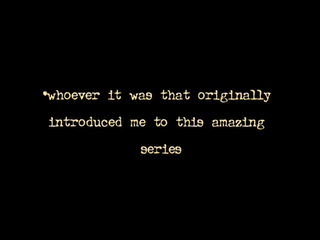 *whoever it was that originally
introduced me to this amazing
series